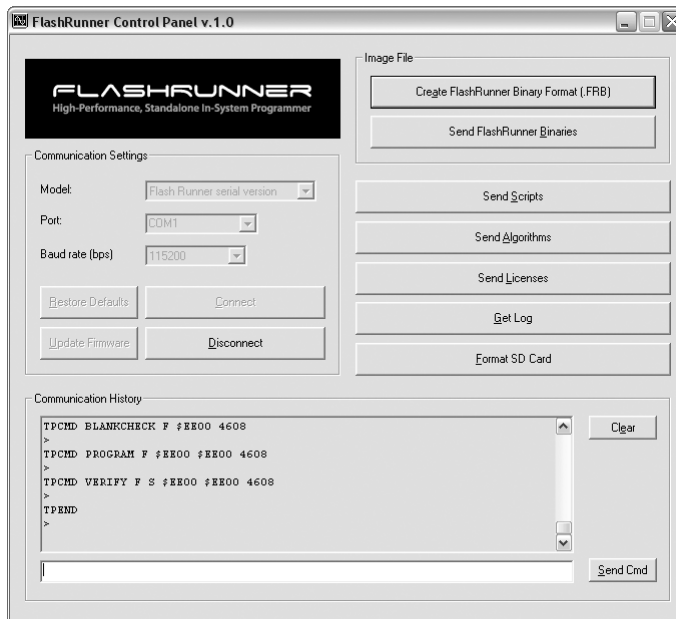 FlashRunner Control Panel v.1.0
FLASHRUNNER
High-Performance, Standalone In-System Programmer
Communication Settings
Model:
Flash Runner serial version
Port:
COM1
Baud rate (bps)
115200
Restore Defaults
Connect
Update Firmware
Disconnect
Image File
Create FlashRunner Binary Format (.FRB)
Send FlashRunner Binaries
Send Scripts
Send Algorithms
Send Licenses
Get Log
Format SD Card
Communication History
TPCMD BLANKCHECK F $EE00 4608
>
TPCMD PROGRAM F $EE00 $EE00 4608
>
TPCMD VERIFY F S $EE00 $EE00 4608
>
TPEND
>
Clear
Send Cmd